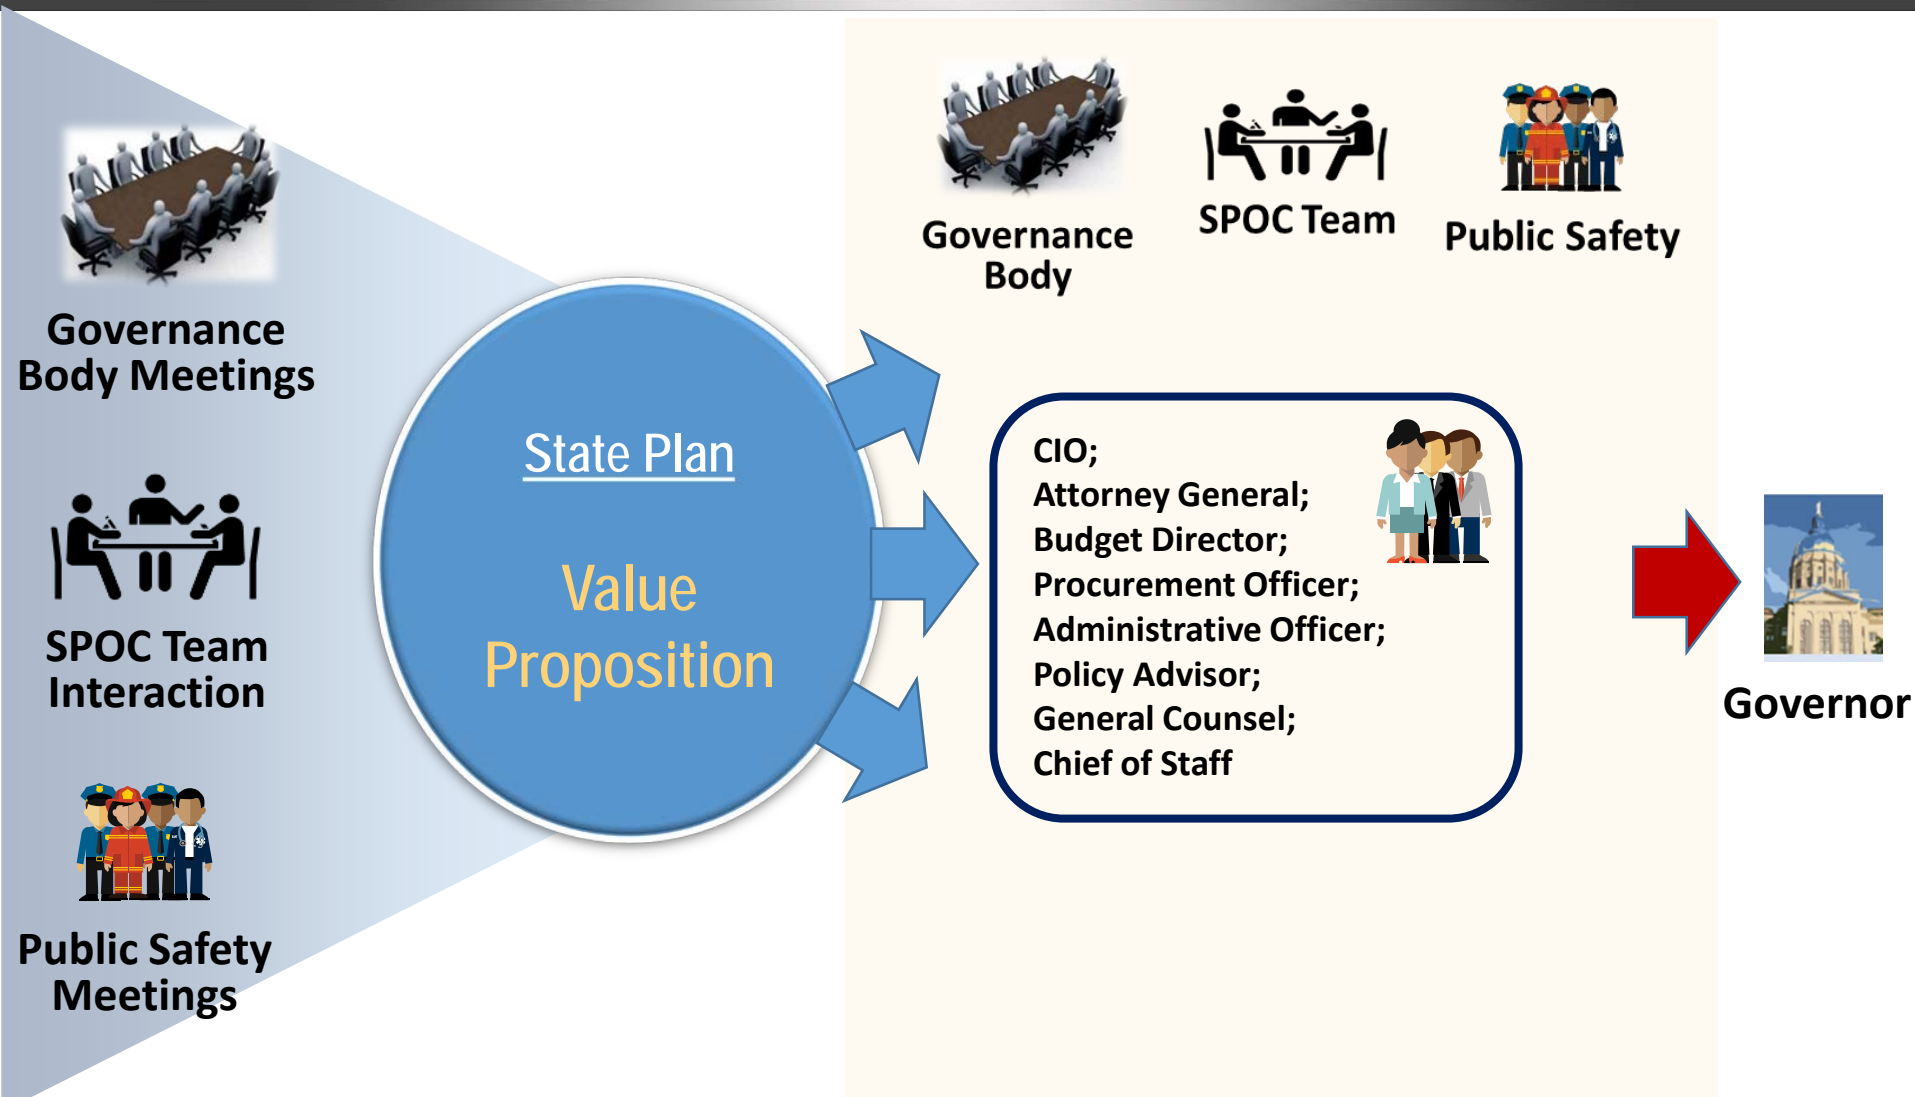 Governance
Body Meetings
SPOC Team
Interaction
Public Safety
Meetings
State Plan
Value
Proposition
Governance
Body
SPOC Team
Public Safety
CIO;
Attorney General;
Budget Director;
Procurement Officer;
Administrative Officer;
Policy Advisor;
General Counsel;
Chief of Staff
Governor